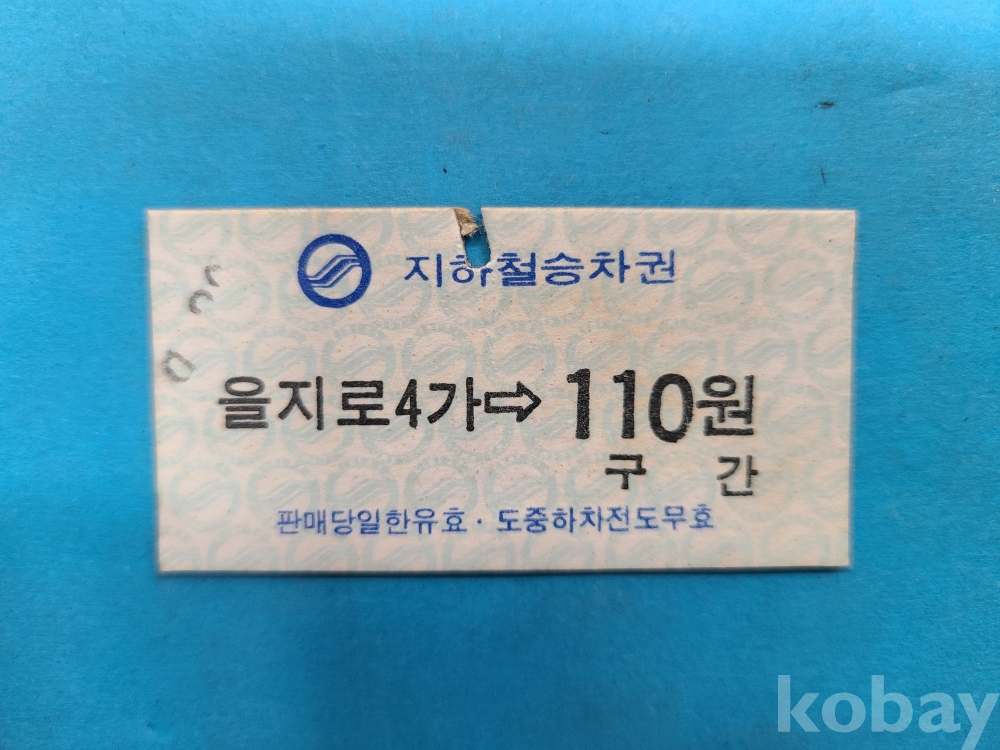 지하철승차권
을지로4가⇨110원
구 간
판매당일한유효·도중하차전도무효
kobay